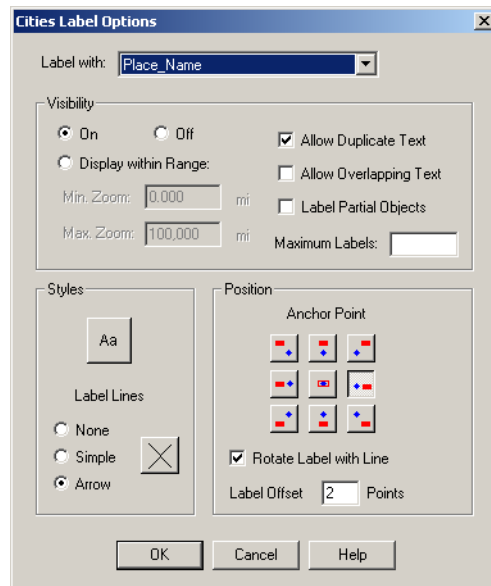 Cities Label Options
Label with: Place_Name
Visibility
On Off
Display within Range:
Min. Zoom: 0.000 mi
Max. Zoom: 100,000 mi
Allow Duplicate Text
Allow Overlapping Text
Label Partial Objects
Maximum Labels:
Styles
Aa
Label Lines
None
Simple
Arrow
Position
Anchor Point
Rotate Label with Line
Label Offset 2 Points
OK Cancel Help